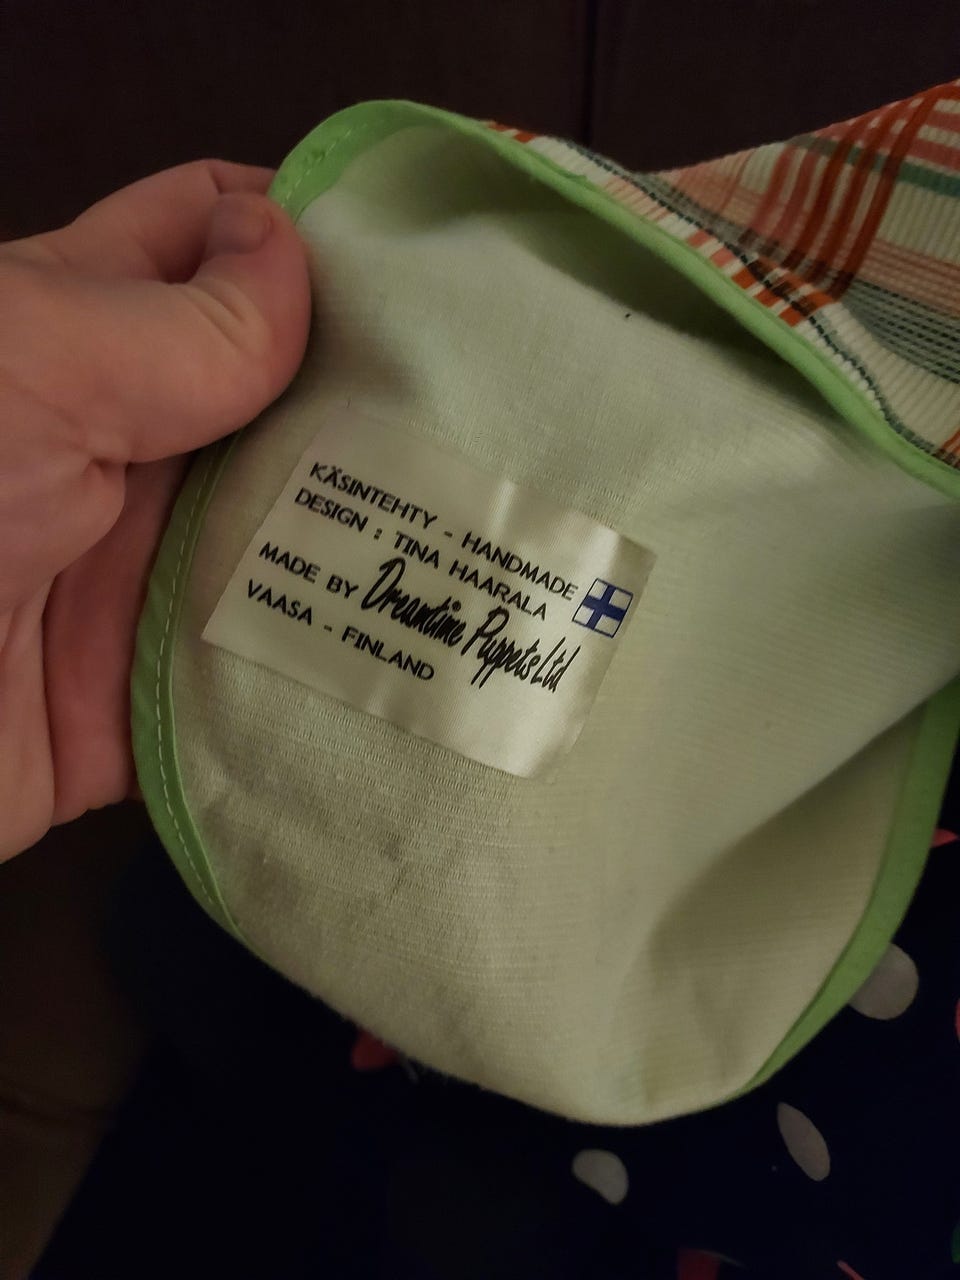 KÄSINTEHTY - HANDMADE
DESIGN : TINA HAARALA
MADE BY Dreamtime Puppets Ltd
VAASA - FINLAND